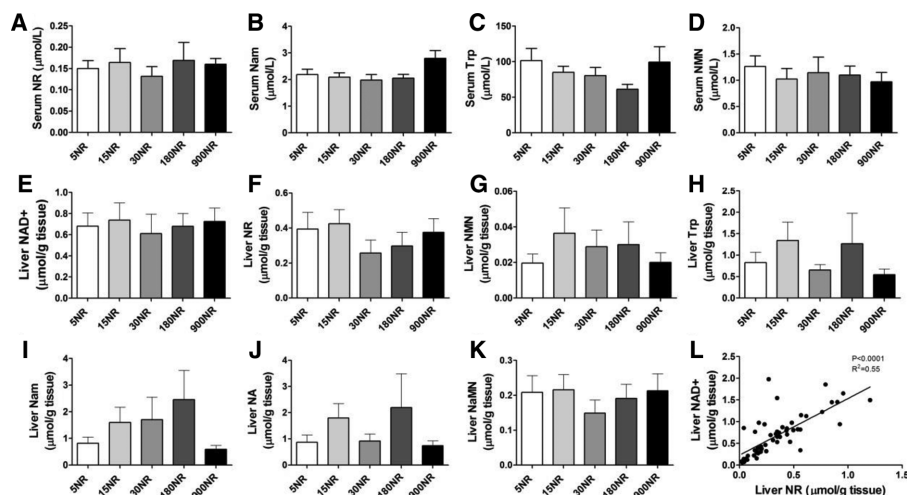 A
Serum NR (μmol/L)
0.20
0.15
0.10
0.05
0.00
5NR
15NR
30NR
180NR
900NR
B
Serum Nam
(μmol/L)
4
3
2
1
0
5NR
15NR
30NR
180NR
900NR
C
Serum Trp
(μmol/L)
150
100
50
0
5NR
15NR
30NR
180NR
900NR
D
Serum NMN
(μmol/L)
2.0
1.5
1.0
0.5
0.0
5NR
15NR
30NR
180NR
900NR
E
Liver NAD+
(μmol/g tissue)
1.0
0.8
0.6
0.4
0.2
0.0
5NR
15NR
30NR
180NR
900NR
F
Liver NR
(μmol/g tissue)
0.6
0.4
0.2
0.0
5NR
15NR
30NR
180NR
900NR
G
Liver NMN
(μmol/g tissue)
0.06
0.04
0.02
0.00
5NR
15NR
30NR
180NR
900NR
H
Liver Trp
(μmol/g tissue)
2.5
2.0
1.5
1.0
0.5
0.0
5NR
15NR
30NR
180NR
900NR
I
Liver Nam
(μmol/g tissue)
4
3
2
1
0
5NR
15NR
30NR
180NR
900NR
J
Liver NA
(μmol/g tissue)
4
3
2
1
0
5NR
15NR
30NR
180NR
900NR
K
Liver NaMN
(μmol/g tissue)
0.3
0.2
0.1
0.0
5NR
15NR
30NR
180NR
900NR
L
P<0.0001
R²=0.55
Liver NAD+
(μmol/g tissue)
2.5
2.0
1.5
1.0
0.5
0.0
0.0
0.5
1.0
1.5
Liver NR (μmol/g tissue)